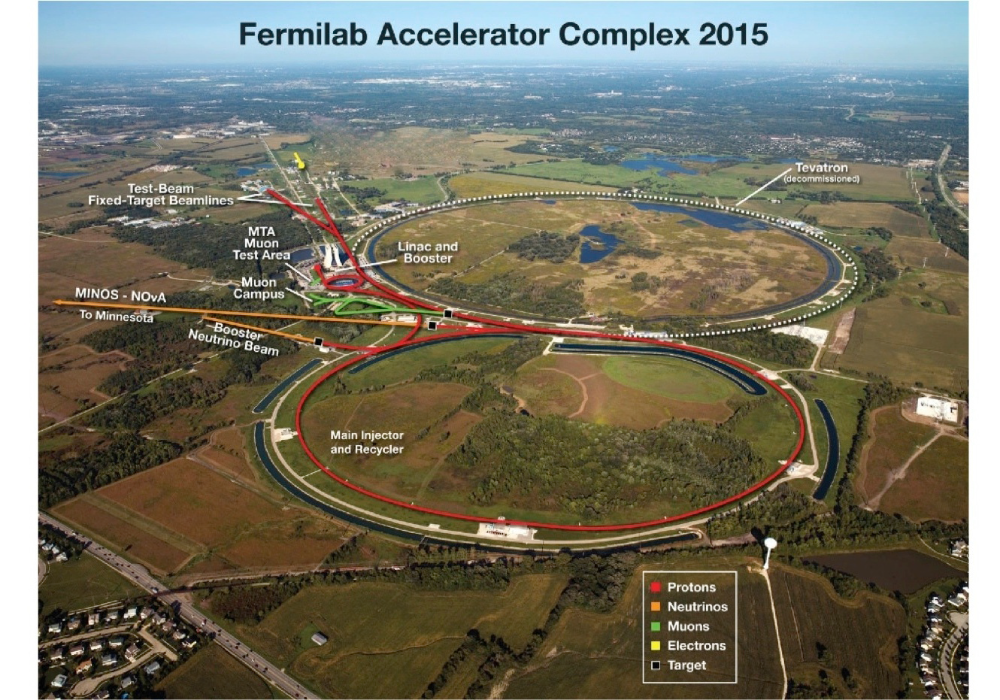 Fermilab Accelerator Complex 2015
Tevatron
(decommissioned)
Test-Beam
Fixed-Target Beamlines
MTA
Muon
Test Area
Linac and
Booster
Muon
Campus
MINOS - NOvA
To Minnesota
Booster
Neutrino Beam
Main Injector
and Recycler
Protons
Neutrinos
Muons
Electrons
Target